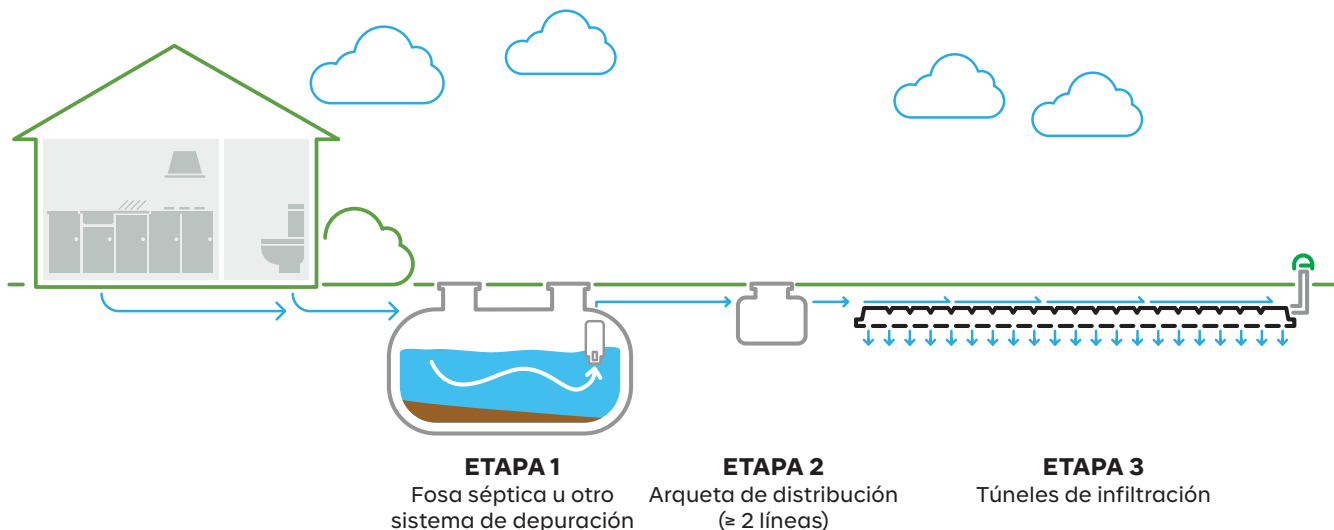 ETAPA 1
Fosa séptica u otro
sistema de depuración
ETAPA 2
Arqueta de distribución
(≥ 2 líneas)
ETAPA 3
Túneles de infiltración